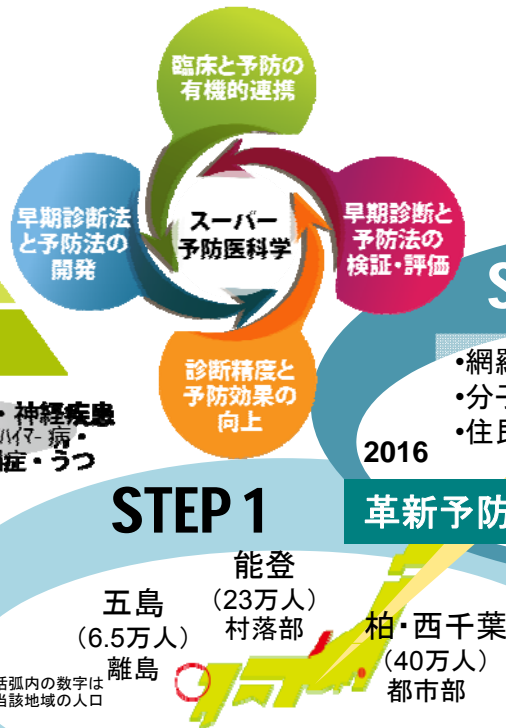 臨床と予防の
有機的連携
早期診断法
と予防法の
開発
スーパー
予防医科学
早期診断と
予防法の
検証・評価
診断精度と
予防効果の
向上
S
•網羅
•分子
•住民
2016
・神経疾患
ハイマー病・
症・うつ
STEP 1
革新予防
能登
(23万人)
村落部
五島
(6.5万人)
離島
柏・西千葉
(40万人)
都市部
括弧内の数字は
当該地域の人口